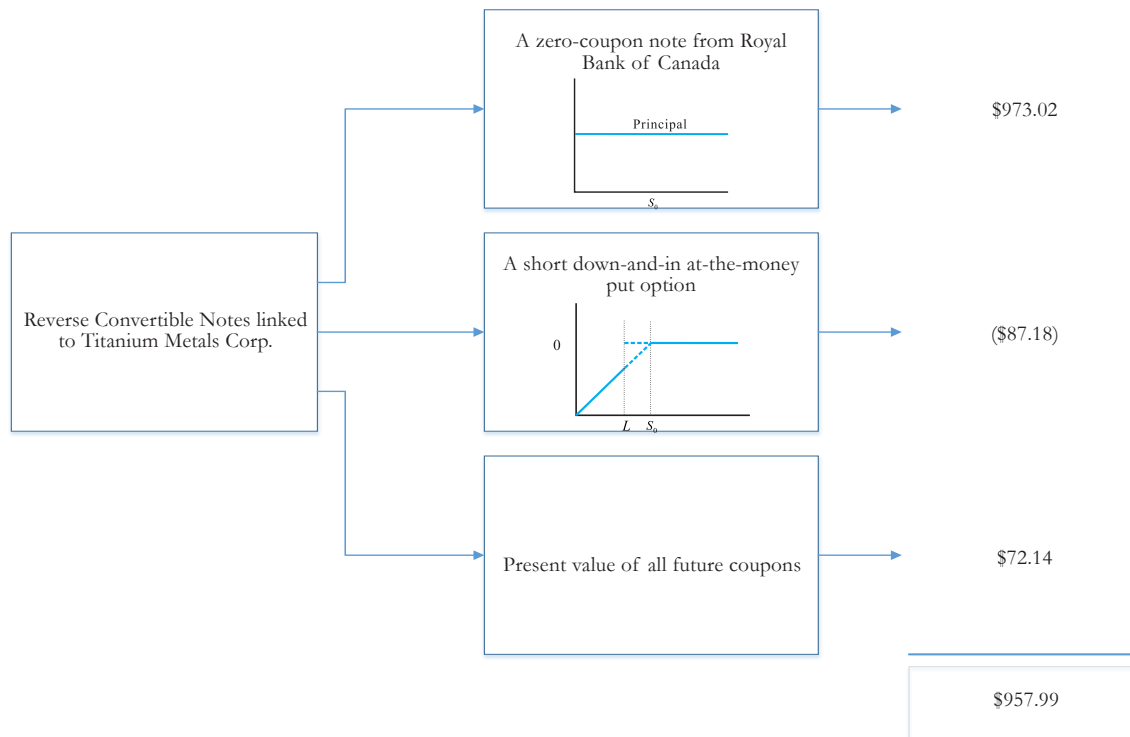 A zero-coupon note from Royal
Bank of Canada
Principal
S₀
$973.02
Reverse Convertible Notes linked
to Titanium Metals Corp.
A short down-and-in at-the-money
put option
0
L S₀
($87.18)
Present value of all future coupons
$72.14
$957.99